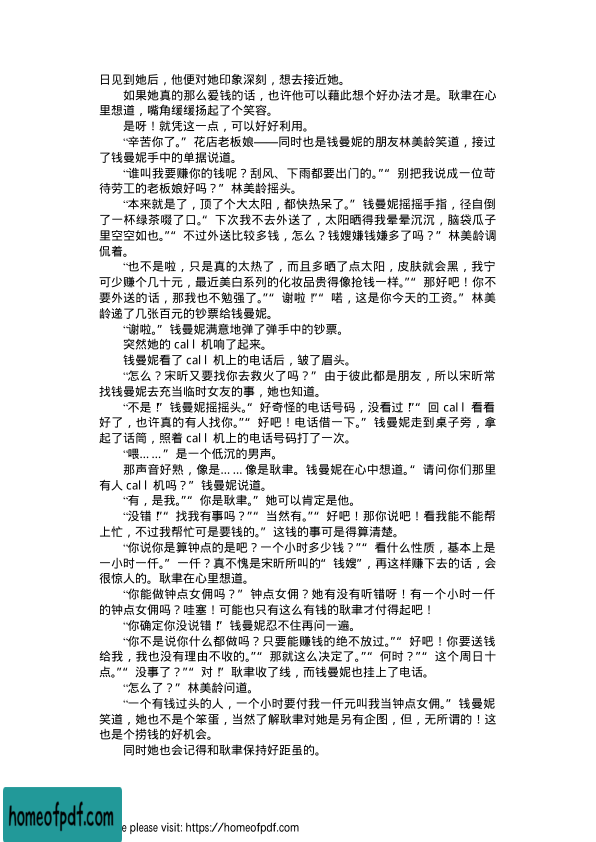 日见到她后，他便对她印象深刻，想去接近她。
如果她真的那么爱钱的话，也许他可以藉此想个好办法才是。耿聿在心
里想道，嘴角缓缓扬起了个笑容。
是呀！就凭这一点，可以好好利用。
“辛苦你了。”花店老板娘——同时也是钱曼妮的朋友林美龄笑道，接过
了钱曼妮手中的单据说道。
“谁叫我要赚你的钱呢？刮风、下雨都要出门的。”“别把我说成一位苛
待劳工的老板娘好吗？”林美龄摇头。
“本来就是了，顶了个大太阳，都快热呆了。”钱曼妮摇摇手指，径自倒
了一杯绿茶啜了口。“下次我不去外送了，太阳晒得我晕晕沉沉，脑袋瓜子
里空空如也。”“不过外送比较多钱，怎么？钱嫂嫌钱嫌多了吗？”林美龄调
侃着。
“也不是啦，只是真的太热了，而且多晒了点太阳，皮肤就会黑，我宁
可少赚个几十元，最近美白系列的化妆品贵得像抢钱一样。”“那好吧！你不
要外送的话，那我也不勉强了。”“谢啦！”“喏，这是你今天的工资。”林美
龄递了几张百元的钞票给钱曼妮。
“谢啦。”钱曼妮满意地弹了弹手中的钞票。
突然她的 call 机响了起来。
钱曼妮看了 call 机上的电话后，皱了眉头。
“怎么？宋昕又要找你去救火了吗？”由于彼此都是朋友，所以宋昕常
找钱曼妮去充当临时女友的事，她也知道。
“不是！”钱曼妮摇摇头。“好奇怪的电话号码，没看过！”“回 call 看看
好了，也许真的有人找你。”“好吧！电话借一下。”钱曼妮走到桌子旁，拿
起了话筒，照着 call 机上的电话号码打了一次。
“喂……”是一个低沉的男声。
那声音好熟，像是……像是耿聿。钱曼妮在心中想道。“请问你们那里
有人 call 机吗？”钱曼妮说道。
“有，是我。”“你是耿聿。”她可以肯定是他。
“没错！”“找我有事吗？”“当然有。”“好吧！那你说吧！看我能不能帮
上忙，不过我帮忙可是要钱的。”这钱的事可是得算清楚。
“你说你是算钟点的是吧？一个小时多少钱？”“看什么性质，基本上是
一小时一仟。”一仟？真不愧是宋昕所叫的“钱嫂”，再这样赚下去的话，会
很惊人的。耿聿在心里想道。
“你能做钟点女佣吗？”钟点女佣？她有没有听错呀！有一个小时一仟
的钟点女佣吗？哇塞！可能也只有这么有钱的耿聿才付得起吧！
“你确定你没说错！”钱曼妮忍不住再问一遍。
“你不是说你什么都做吗？只要能赚钱的绝不放过。”“好吧！你要送钱
给我，我也没有理由不收的。”“那就这么决定了。”“何时？”“这个周日十
点。”“没事了？”“对！”耿聿收了线，而钱曼妮也挂上了电话。
“怎么了？”林美龄问道。
“一个有钱过头的人，一个小时要付我一仟元叫我当钟点女佣。”钱曼妮
笑道，她也不是个笨蛋，当然了解耿聿对她是另有企图，但，无所谓的！这
也是个捞钱的好机会。
同时她也会记得和耿聿保持好距虽的。
homeofpdf.com
e please visit: https://homeofpdf.com